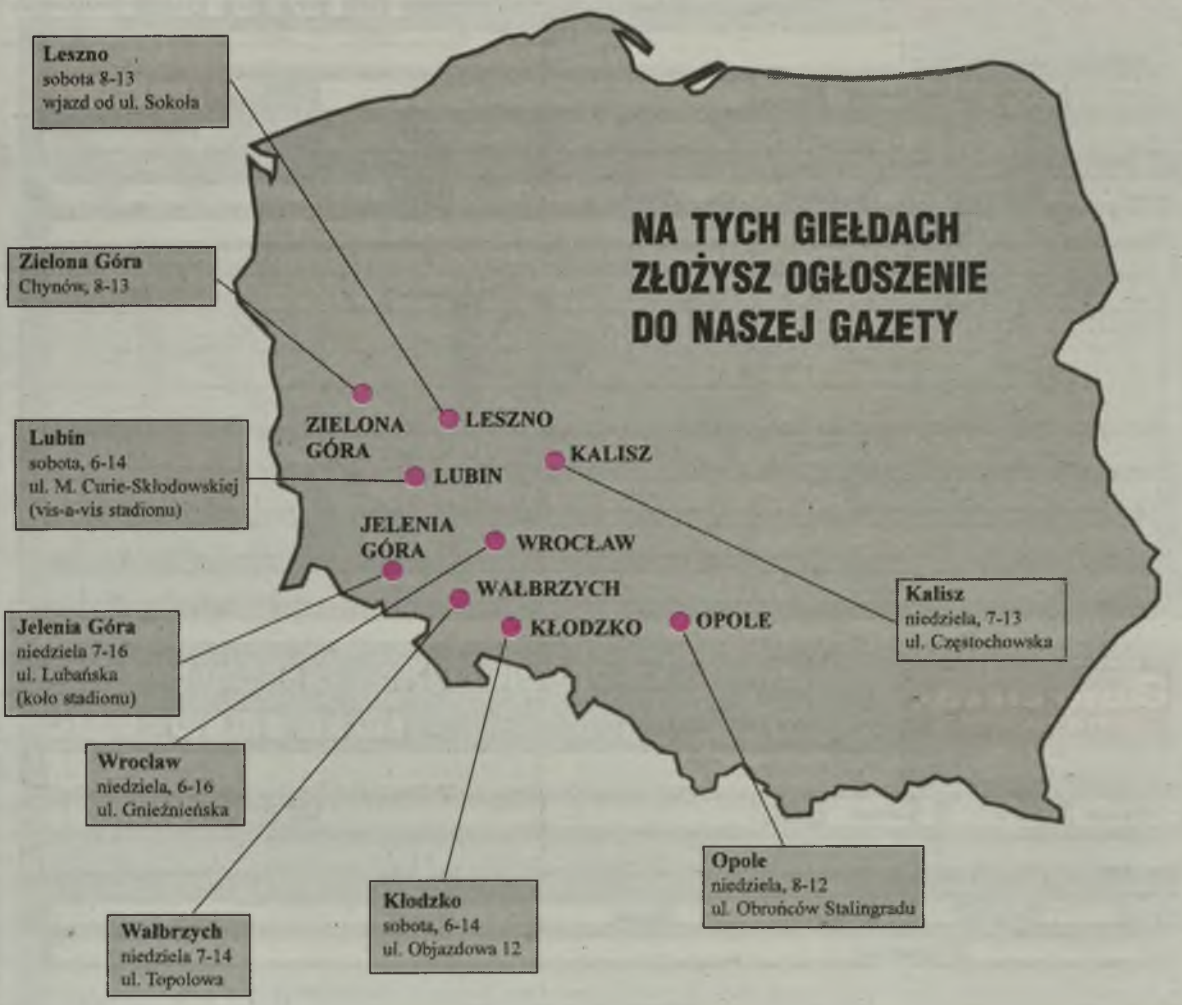 Leszno
sobota 8-13
wjazd od ul. Sokoła
NA TYCH GIEŁDACH
ZŁOŻYSZ OGŁOSZENIE
DO NASZEJ GAZETY
Zielona Góra
Chynów, 8-13
Lubin
sobota, 6-14
ul. M. Curie-Skłodowskiej
(vis-a-vis stadionu)
ZIELONA
GÓRA
LESZNO
KALISZ
LUBIN
JELENIA
GÓRA
WROCŁAW
WAŁBRZYCH
KŁODZKO
OPOLE
Kalisz
niedziela, 7-13
ul. Częstochowska
Jelenia Góra
niedziela 7-16
ul. Lubańska
(koło stadionu)
Wrocław
niedziela, 6-16
ul. Gnieźnieńska
Wałbrzych
niedziela 7-14
ul. Topolowa
Kłodzko
sobota, 6-14
ul. Objazdowa 12
Opole
niedziela, 8-12
ul. Obrońców Stalingradu